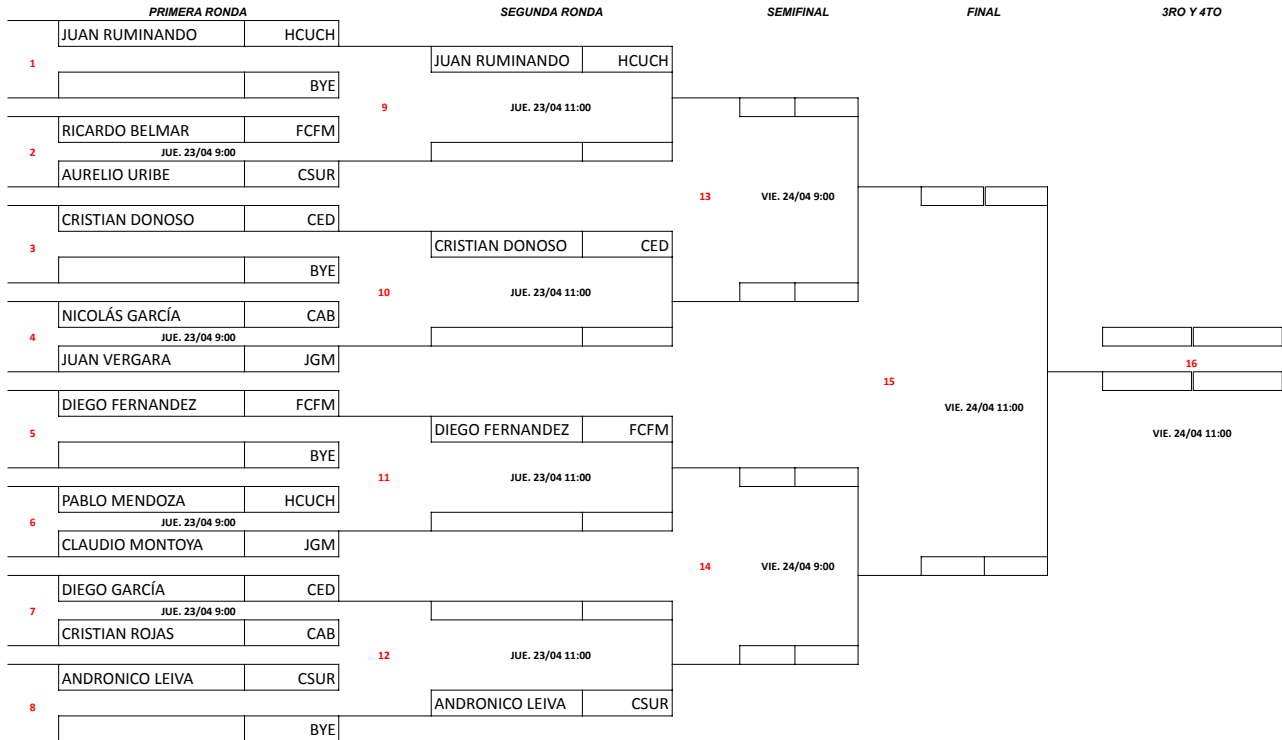 PRIMERA RONDA SEGUNDA RONDA SEMIFINAL FINAL 3RO Y 4TO
JUAN RUMINANDO HCUCH
1
JUAN RUMINANDO HCUCH
BYE
9 JUE. 23/04 11:00
RICARDO BELMAR FCFM
2 JUE. 23/04 9:00
AURELIO URIBE CSUR
13 VIE. 24/04 9:00
CRISTIAN DONOSO CED
3
CRISTIAN DONOSO CED
BYE
10 JUE. 23/04 11:00
NICOLÁS GARCÍA CAB
4 JUE. 23/04 9:00
JUAN VERGARA JGM
16
15
DIEGO FERNANDEZ FCFM
VIE. 24/04 11:00
5
DIEGO FERNANDEZ FCFM
VIE. 24/04 11:00
BYE
11 JUE. 23/04 11:00
PABLO MENDOZA HCUCH
6 JUE. 23/04 9:00
CLAUDIO MONTOYA JGM
14 VIE. 24/04 9:00
DIEGO GARCÍA CED
7 JUE. 23/04 9:00
CRISTIAN ROJAS CAB
12 JUE. 23/04 11:00
ANDRONICO LEIVA CSUR
8
ANDRONICO LEIVA CSUR
BYE